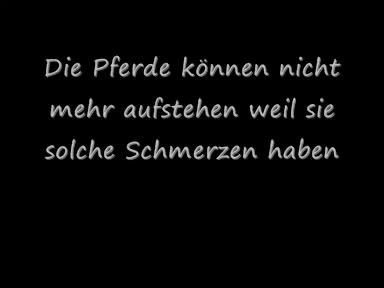 Die Pferde können nicht
mehr aufstehen weil sie
solche Schmerzen haben